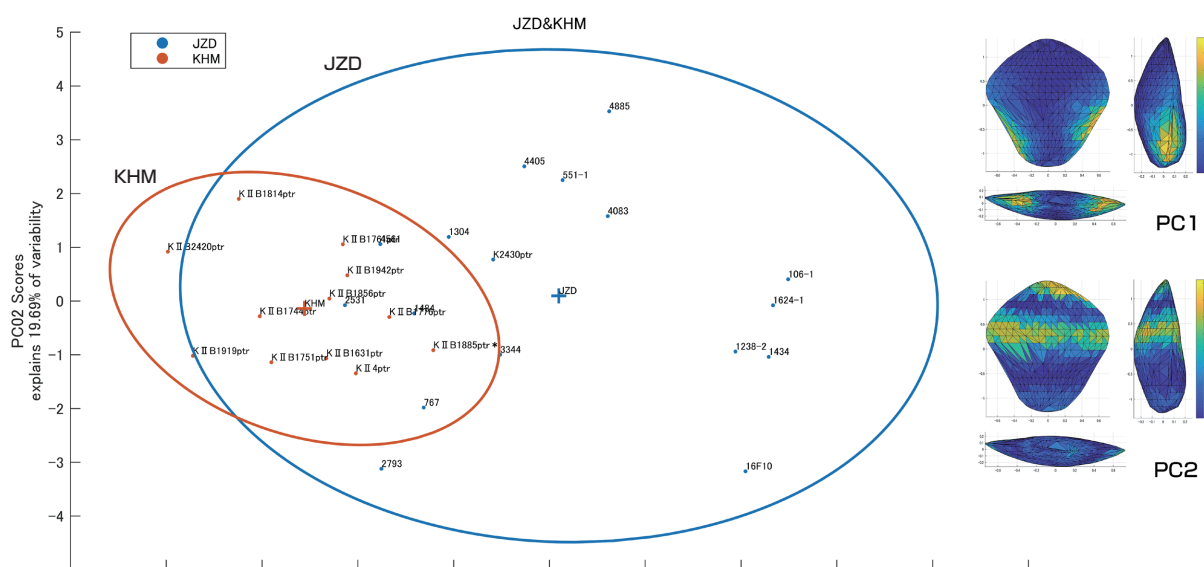 JZD&KHM
JZD
KHM
JZD
KHM
PC02 Scores
explains 19.69% of variability
5
4
3
2
1
0
-1
-2
-3
-4
4885
4405
551-1
4083
1304
K2430ptr
JZD
106-1
1624-1
1238-2
1434
16F10
KⅡB1814ptr
KⅡB2420ptr
KⅡB1942ptr
KⅡB1856ptr
2531
KHM
KⅡB1744ptr
KⅡB1885ptr *
3344
KⅡB1919ptr
KⅡB1751ptr
KⅡB1631ptr
KⅡ4ptr
767
2793
PC1
PC2